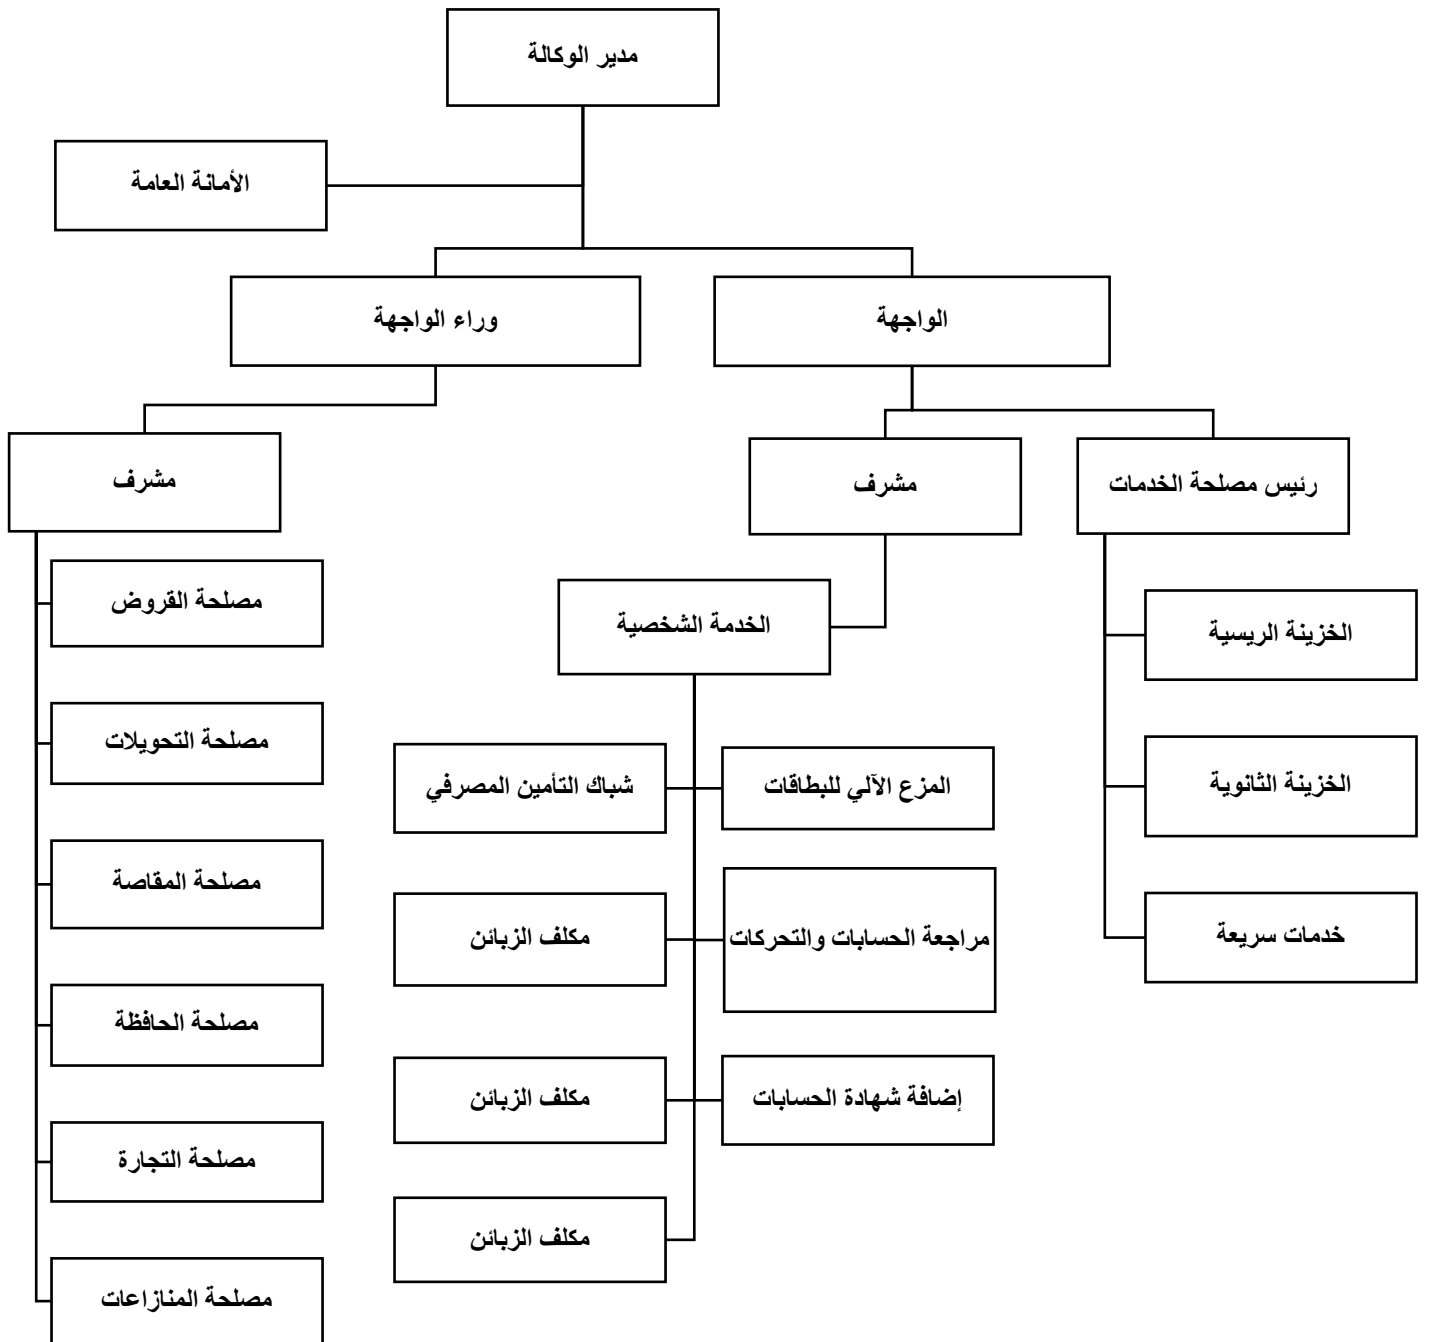 مدير الوكالة
الأمانة العامة
الواجهة
وراء الواجهة
رئيس مصلحة الخدمات
مشرف
مشرف
الخزينة الريسية
الخزينة الثانوية
خدمات سريعة
الخدمة الشخصية
المزع الآلي للبطاقات
شباك التأمين المصرفي
مراجعة الحسابات والتحركات
مكلف الزبائن
إضافة شهادة الحسابات
مكلف الزبائن
مكلف الزبائن
مصلحة القروض
مصلحة التحويلات
مصلحة المقاصة
مصلحة الحافظة
مصلحة التجارة
مصلحة المنازاعات